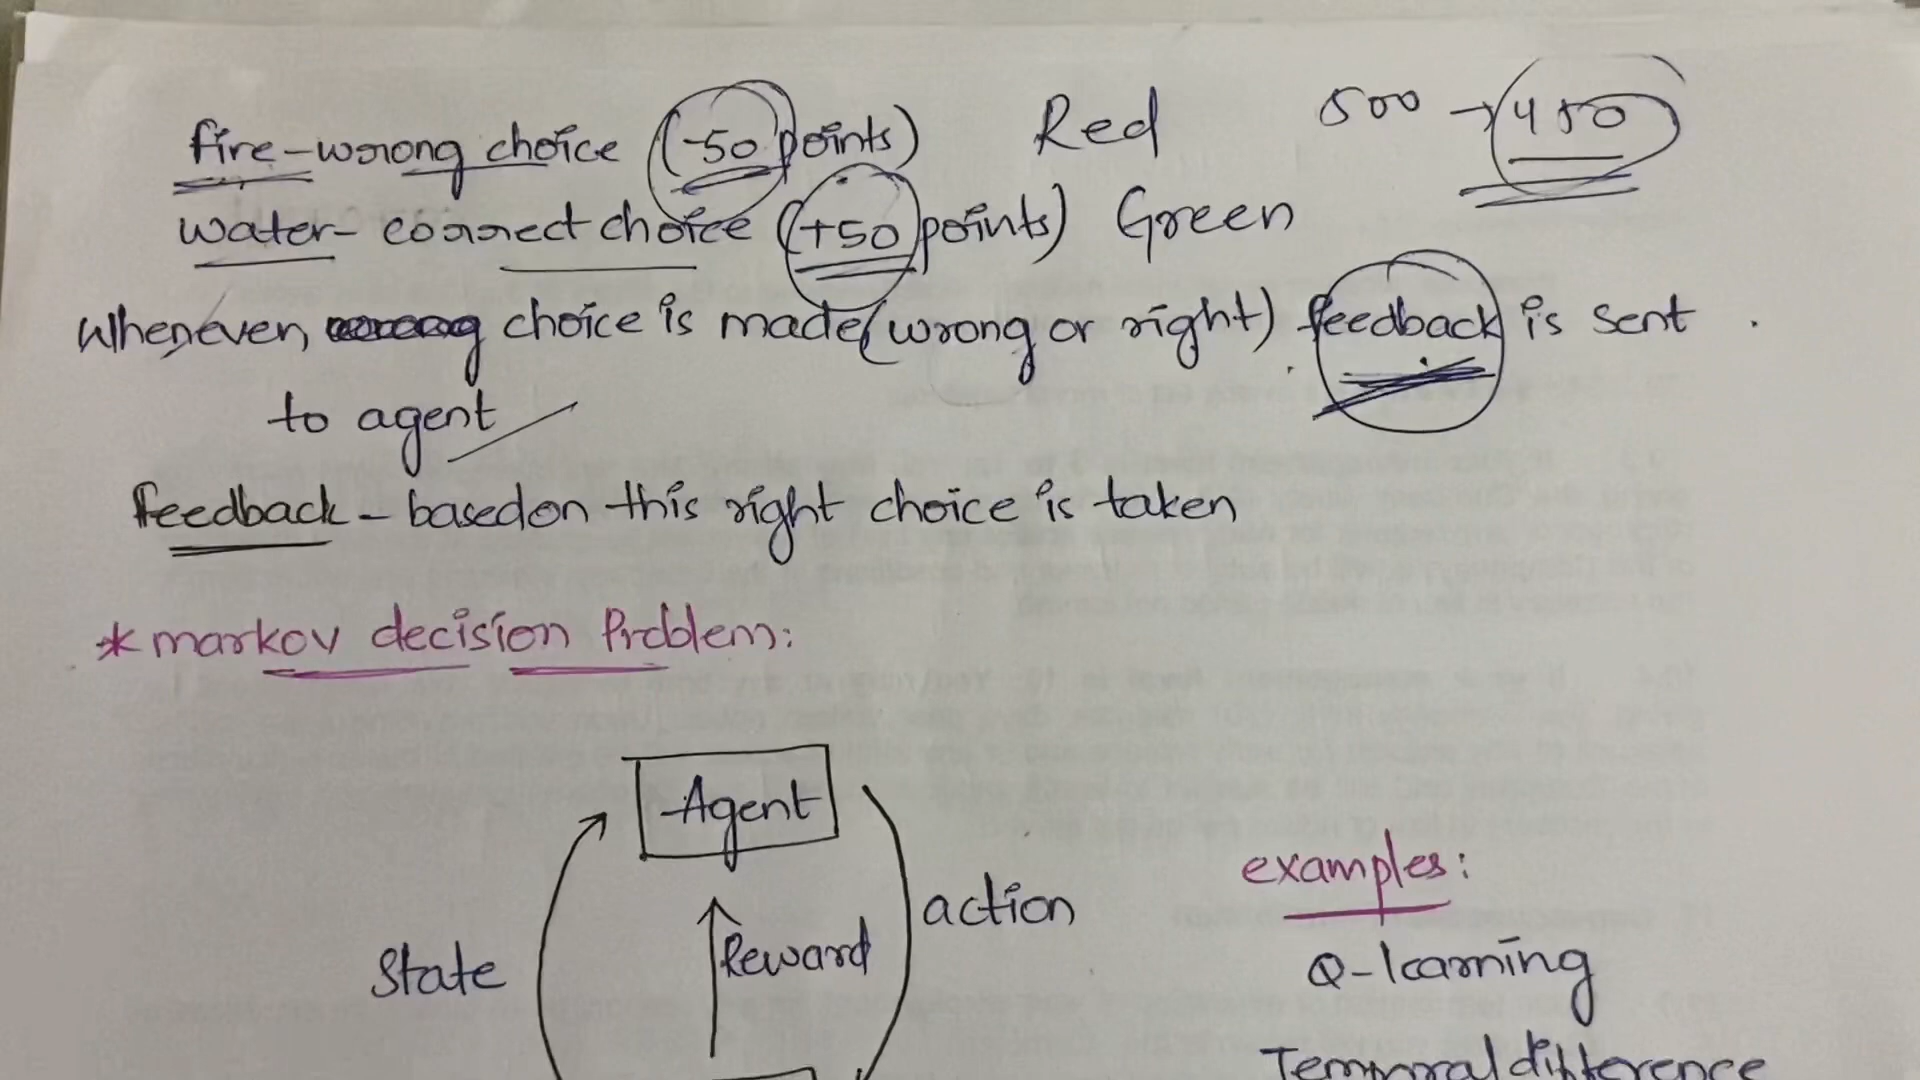 fire-wrong choice (-50 points) Red 500 → 450
water- correct choice (+50 points) Green
Whenever, choice is made (wrong or right) feedback is sent
to agent
Feedback - based on this right choice is taken
* markov decision Problem:
Agent
action
State
Reward
examples:
Q-learning
Temporal difference